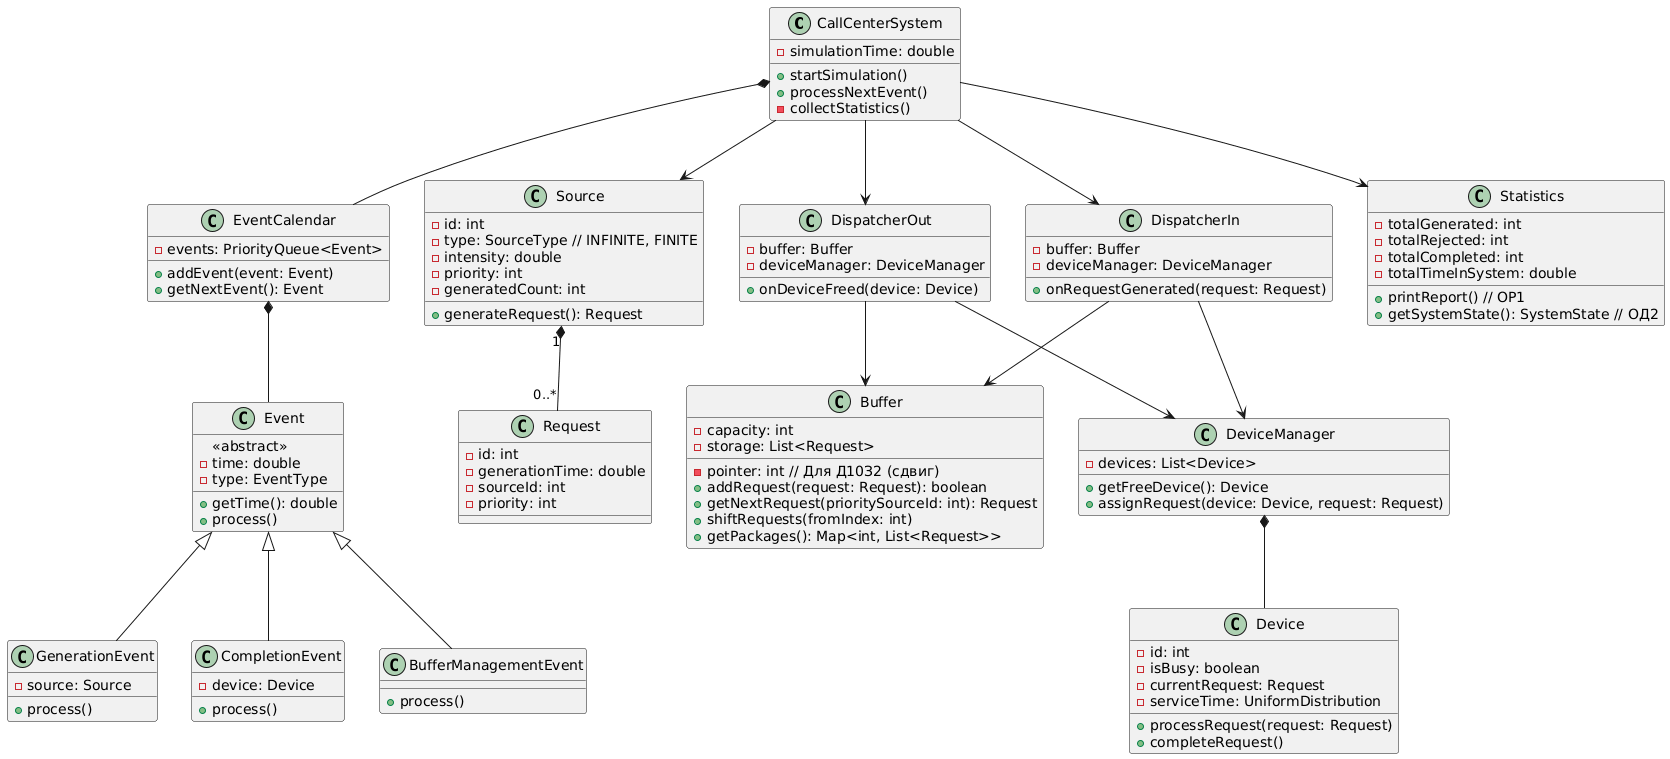 C CallCenterSystem
simulationTime: double
startSimulation()
processNextEvent()
collectStatistics()
C EventCalendar
events: PriorityQueue<Event>
addEvent(event: Event)
getNextEvent(): Event
C Source
id: int
type: SourceType // INFINITE, FINITE
intensity: double
priority: int
generatedCount: int
generateRequest(): Request
C DispatcherOut
buffer: Buffer
deviceManager: DeviceManager
onDeviceFreed(device: Device)
C DispatcherIn
buffer: Buffer
deviceManager: DeviceManager
onRequestGenerated(request: Request)
C Statistics
totalGenerated: int
totalRejected: int
totalCompleted: int
totalTimeInSystem: double
printReport() // ОР1
getSystemState(): SystemState // ОД2
1
0..*
C Event
«abstract»
time: double
type: EventType
getTime(): double
process()
C Request
id: int
generationTime: double
sourceId: int
priority: int
C Buffer
capacity: int
storage: List<Request>
pointer: int // Для Д10З2 (сдвиг)
addRequest(request: Request): boolean
getNextRequest(prioritySourceId: int): Request
shiftRequests(fromIndex: int)
getPackages(): Map<int, List<Request>>
C DeviceManager
devices: List<Device>
getFreeDevice(): Device
assignRequest(device: Device, request: Request)
C GenerationEvent
source: Source
process()
C CompletionEvent
device: Device
process()
C BufferManagementEvent
process()
C Device
id: int
isBusy: boolean
currentRequest: Request
serviceTime: UniformDistribution
processRequest(request: Request)
completeRequest()